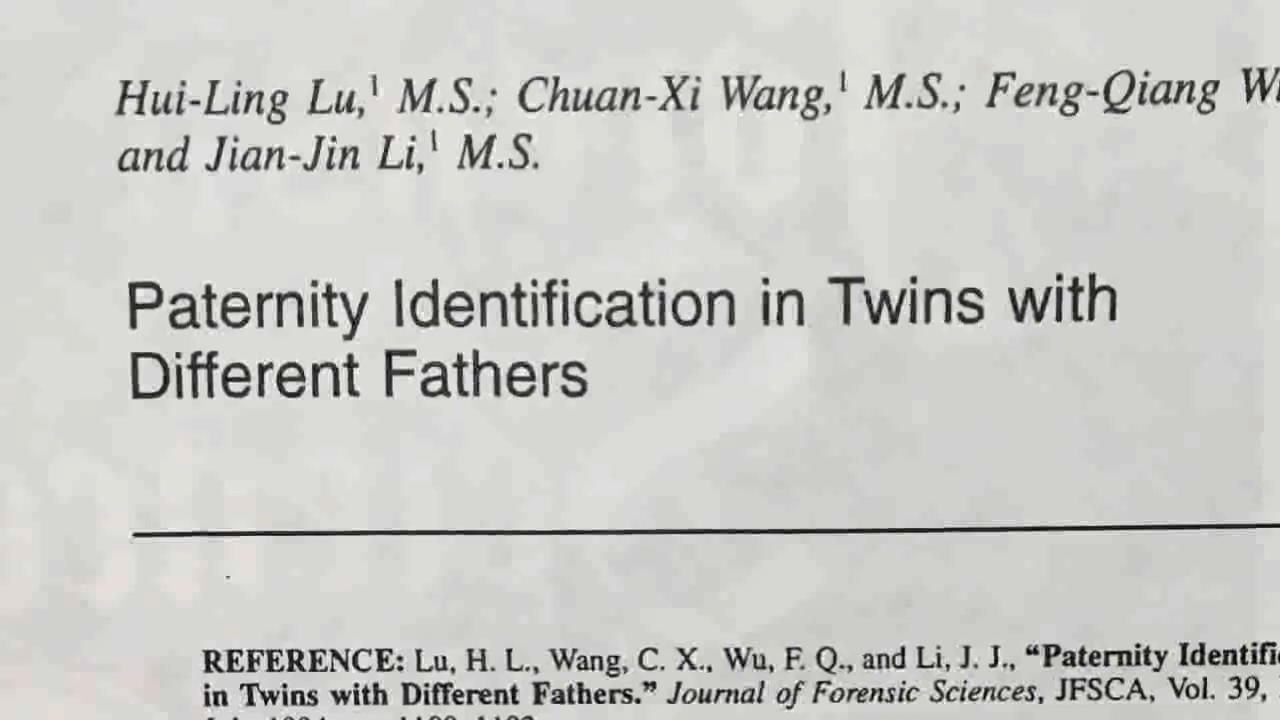 Hui-Ling Lu,¹ M.S.; Chuan-Xi Wang,¹ M.S.; Feng-Qiang
and Jian-Jin Li,¹ M.S.
Paternity Identification in Twins with
Different Fathers
REFERENCE: Lu, H. L., Wang, C. X., Wu, F. Q., and Li, J. J., “Paternity
in Twins with Different Fathers.” Journal of Forensic Sciences, JFSCA, Vol. 39,